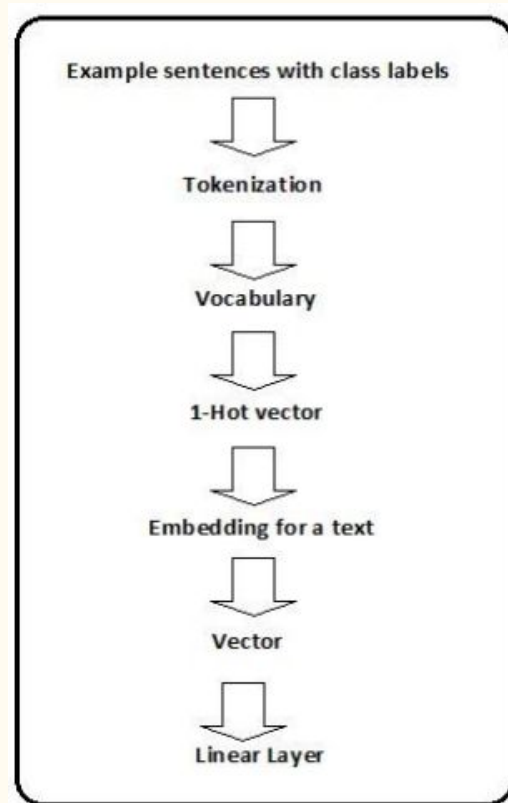 Example sentences with class labels
Tokenization
Vocabulary
1-Hot vector
Embedding for a text
Vector
Linear Layer